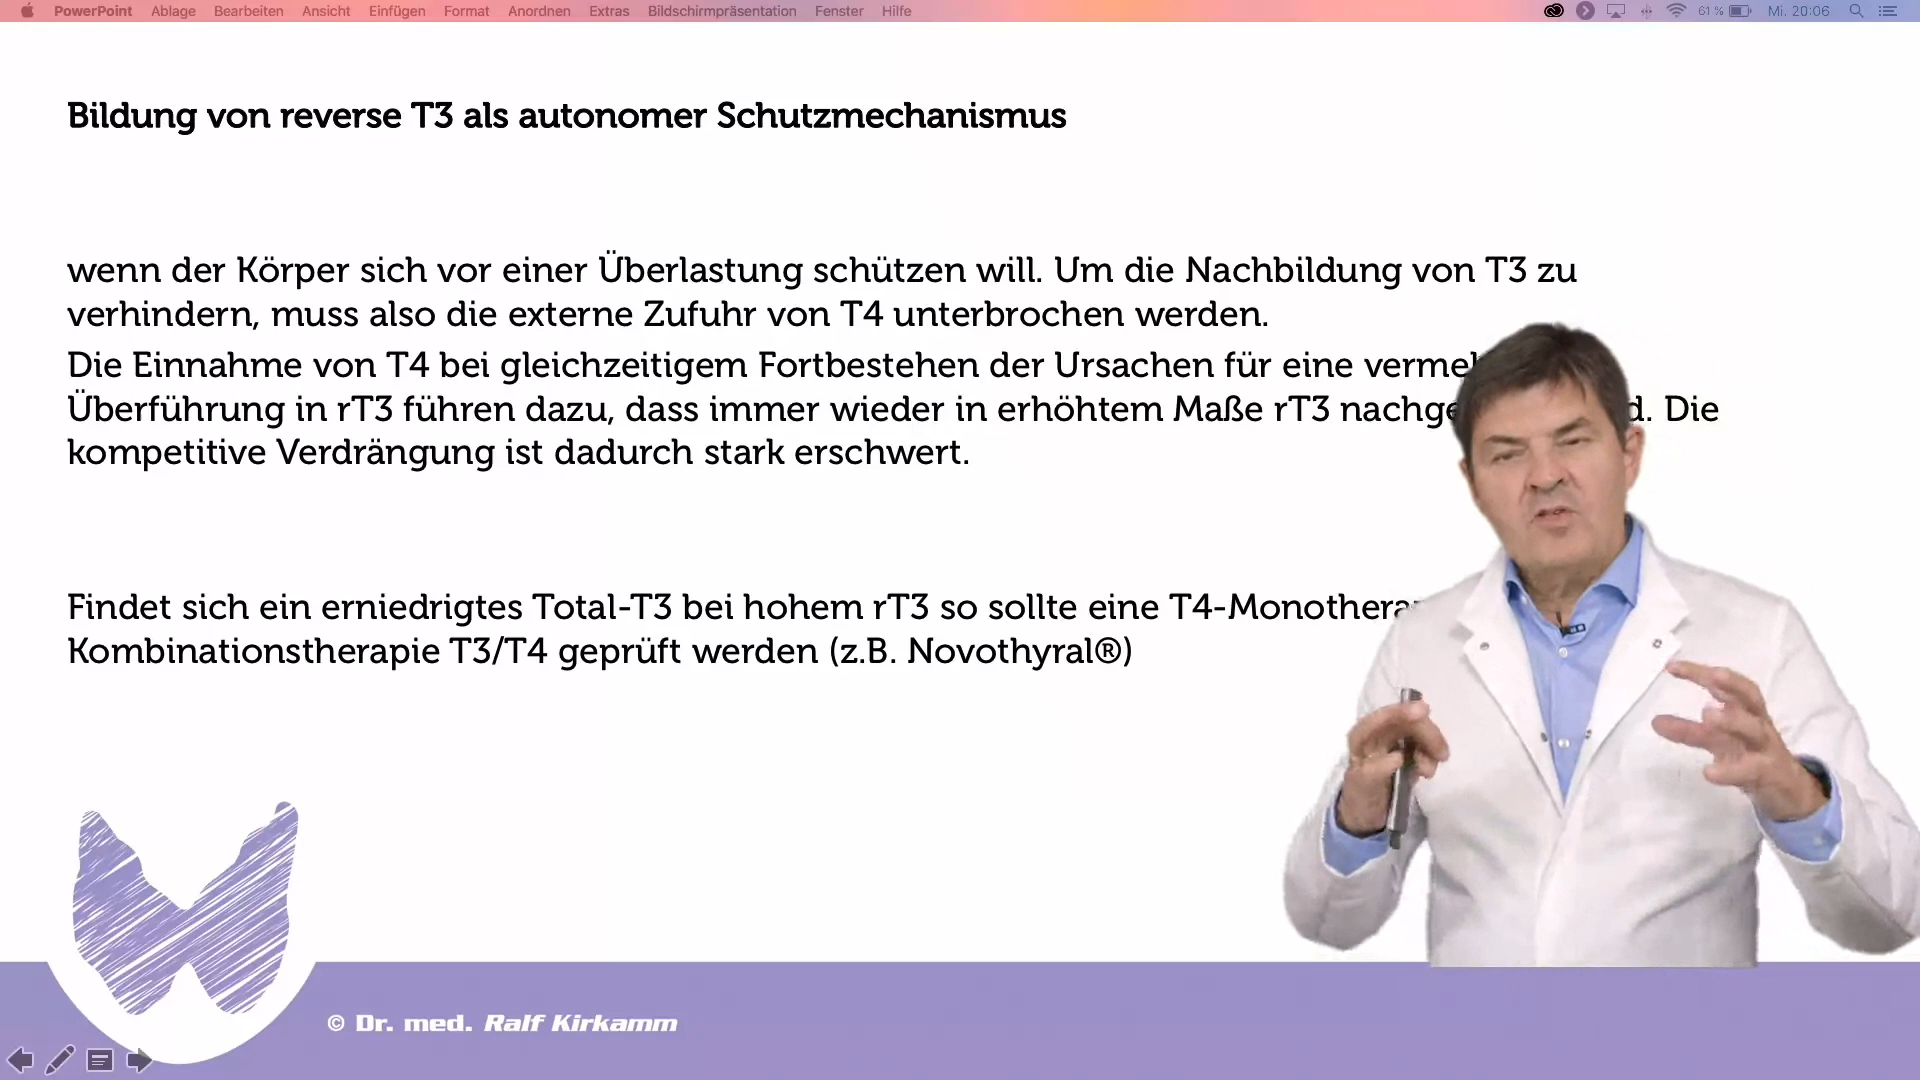 PowerPoint Ablage Bearbeiten Ansicht Einfügen Format Anordnen Extras Bildschirmpräsentation Fenster Hilfe 61 % Mi. 20:06
Bildung von reverse T3 als autonomer Schutzmechanismus
wenn der Körper sich vor einer Überlastung schützen will. Um die Nachbildung von T3 zu
verhindern, muss also die externe Zufuhr von T4 unterbrochen werden.
Die Einnahme von T4 bei gleichzeitigem Fortbestehen der Ursachen für eine
Überführung in rT3 führen dazu, dass immer wieder in erhöhtem Maße rT3 Die
kompetitive Verdrängung ist dadurch stark erschwert.
Findet sich ein erniedrigtes Total-T3 bei hohem rT3 so sollte eine
Kombinationstherapie T3/T4 geprüft werden (z.B. Novothyral®)
© Dr. med. Ralf Kirkamm